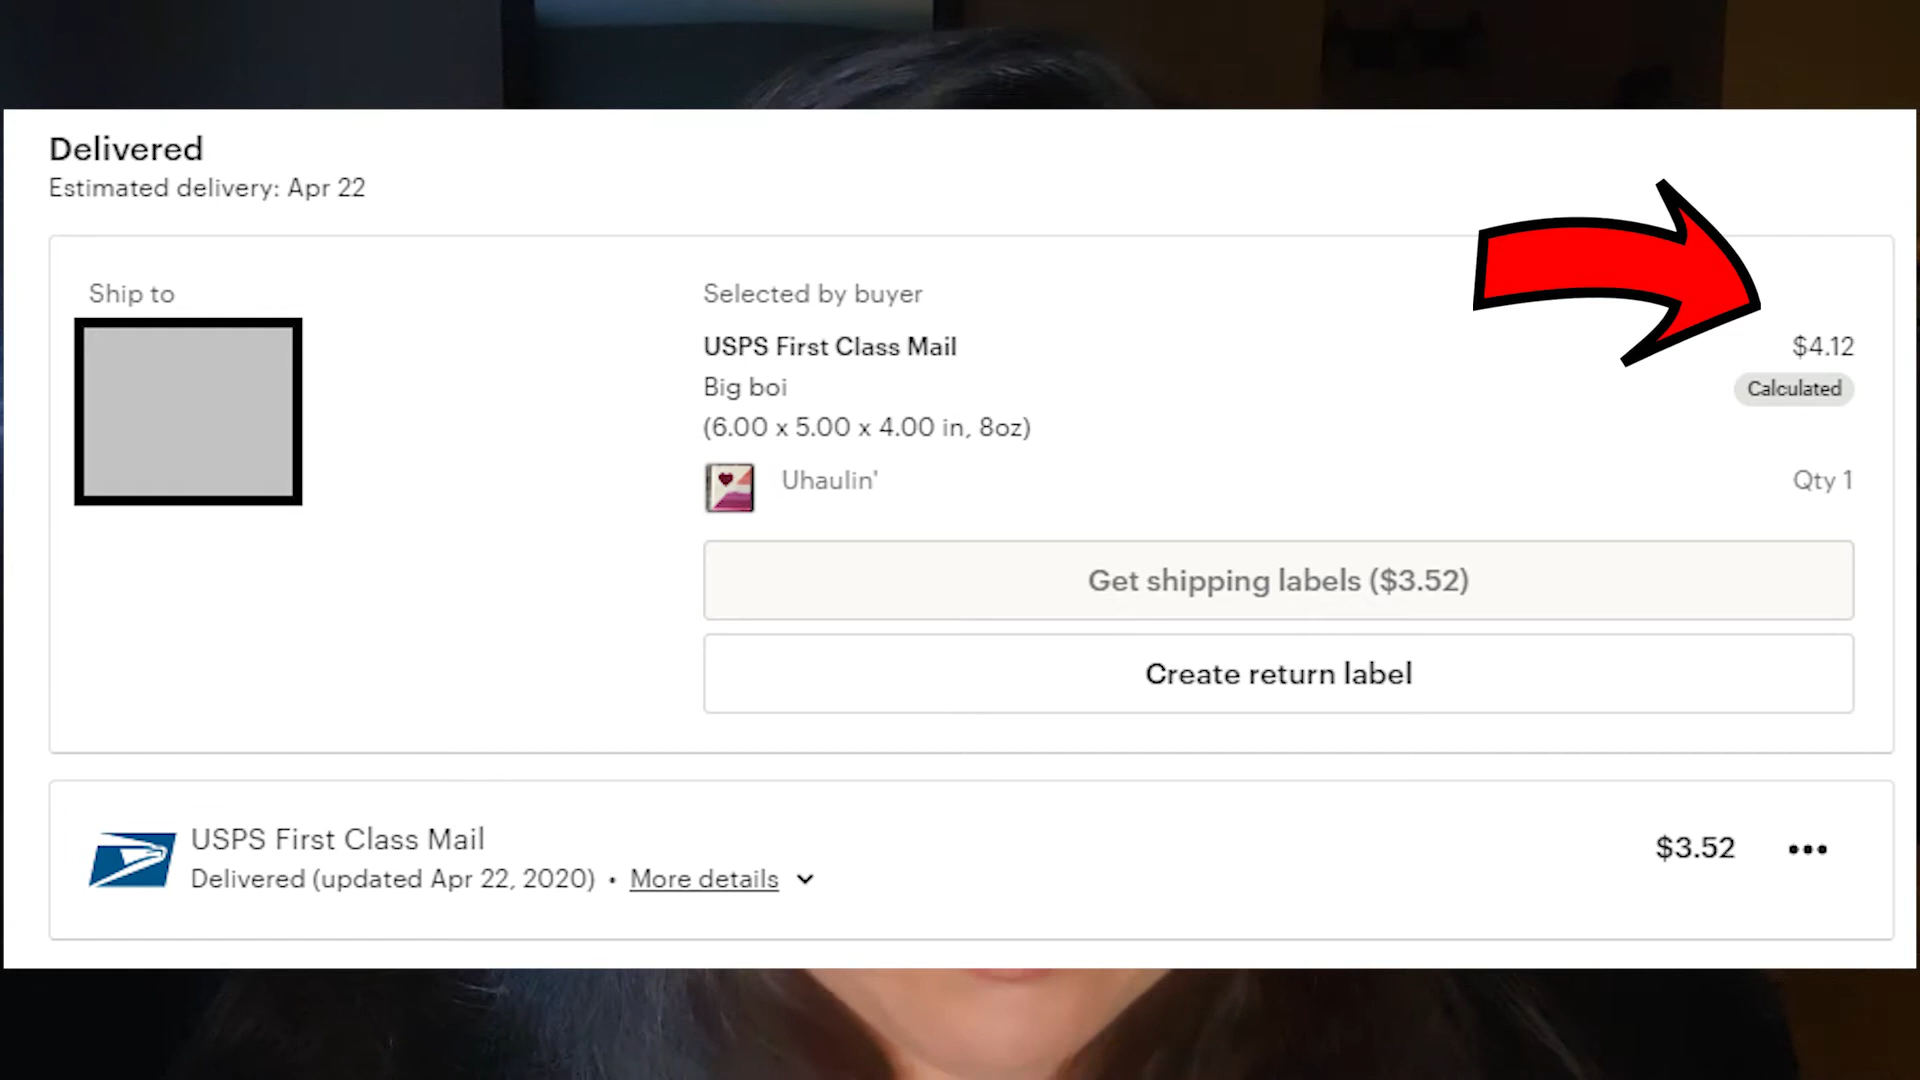 Delivered
Estimated delivery: Apr 22
Ship to
Selected by buyer
USPS First Class Mail
$4.12
Big boi
Calculated
(6.00 x 5.00 x 4.00 in, 8oz)
Uhaulin'
Qty 1
Get shipping labels ($3.52)
Create return label
USPS First Class Mail
$3.52
Delivered (updated Apr 22, 2020) • More details